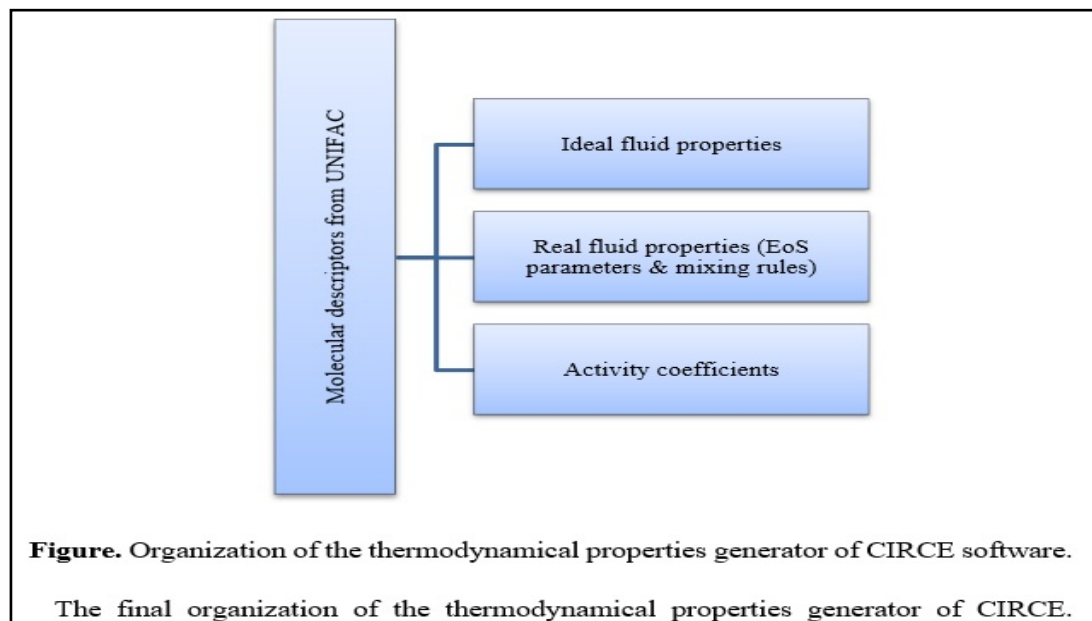 Molecular descriptors from UNIFAC
Ideal fluid properties
Real fluid properties (EoS
parameters & mixing rules)
Activity coefficients
Figure. Organization of the thermodynamical properties generator of CIRCE software.
The final organization of the thermodynamical properties generator of CIRCE.